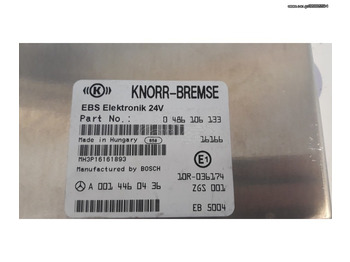 KNORR-BREMSE
EBS Elektronik 24V
Part No.: 0 486 106 133
Made in Hungary 16166
MH3P16161893
Manufactured by BOSCH E1
10R-036174
A 001 446 04 36 ZGS 001
EB 5004